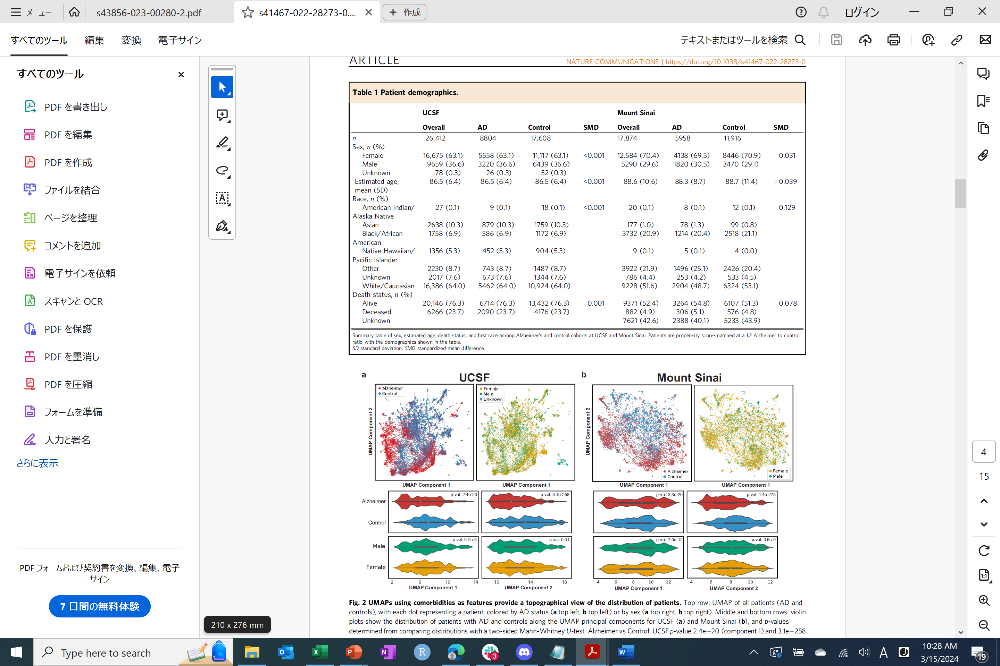 メニュー
s43856-023-00280-2.pdf
s41467-022-28273-0....
作成
ログイン
すべてのツール 編集 変換 電子サイン
テキストまたはツールを検索
すべてのツール
PDF を書き出し
PDF を編集
PDF を作成
ファイルを結合
ページを整理
コメントを追加
電子サインを依頼
スキャンと OCR
PDF を保護
PDF を墨消し
PDF を圧縮
フォームを準備
入力と署名
さらに表示
PDF フォームおよび契約書を変換、編集、電子
サイン
7 日間の無料体験
210 x 276 mm
ARTICLE
NATURE COMMUNICATIONS | https://doi.org/10.1038/s41467-022-28273-0
Table 1 Patient demographics.
UCSF Mount Sinai
Overall AD Control SMD Overall AD Control SMD
n 26,412 8804 17,608 17,874 5958 11,916
Sex, n (%)
Female 16,675 (63.1) 5558 (63.1) 11,117 (63.1) <0.001 12,584 (70.4) 4138 (69.5) 8446 (70.9) 0.031
Male 9659 (36.6) 3220 (36.6) 6439 (36.6) 5290 (29.6) 1820 (30.5) 3470 (29.1)
Unknown 78 (0.3) 26 (0.3) 52 (0.3)
Estimated age, 86.5 (6.4) 86.5 (6.4) 86.5 (6.4) <0.001 88.6 (10.6) 88.3 (8.7) 88.7 (11.4) −0.039
mean (SD)
Race, n (%)
American Indian/ 27 (0.1) 9 (0.1) 18 (0.1) <0.001 20 (0.1) 8 (0.1) 12 (0.1) 0.129
Alaska Native
Asian 2638 (10.3) 879 (10.3) 1759 (10.3) 177 (1.0) 78 (1.3) 99 (0.8)
Black/African 1758 (6.9) 586 (6.9) 1172 (6.9) 3732 (20.9) 1214 (20.4) 2518 (21.1)
American
Native Hawaiian/ 1356 (5.3) 452 (5.3) 904 (5.3) 9 (0.1) 5 (0.1) 4 (0.0)
Pacific Islander
Other 2230 (8.7) 743 (8.7) 1487 (8.7) 3922 (21.9) 1496 (25.1) 2426 (20.4)
Unknown 2017 (7.6) 673 (7.6) 1344 (7.6) 786 (4.4) 253 (4.2) 533 (4.5)
White/Caucasian 16,386 (64.0) 5462 (64.0) 10,924 (64.0) 9228 (51.6) 2904 (48.7) 6324 (53.1)
Death status, n (%)
Alive 20,146 (76.3) 6714 (76.3) 13,432 (76.3) 0.001 9371 (52.4) 3264 (54.8) 6107 (51.3) 0.078
Deceased 6266 (23.7) 2090 (23.7) 4176 (23.7) 882 (4.9) 306 (5.1) 576 (4.8)
Unknown 7621 (42.6) 2388 (40.1) 5233 (43.9)
Summary table of sex, estimated age, death status, and first race among Alzheimer's and control cohorts at UCSF and Mount Sinai. Patients are propensity score-matched at a 1:2 Alzheimer to control
ratio with the demographics shown in the table.
SD standard deviation, SMD standardized mean difference.
a UCSF
Alzheimer
Control
Female
Male
Unknown
UMAP Component 2
UMAP Component 1 UMAP Component 1
Alzheimer p-val: 2.4e-20 p-val: 3.1e-258
Control
Male p-val: 9.2e-5 p-val: 0.01
Female
2 6 10 14 10 14 18
UMAP Component 1 UMAP Component 2
b Mount Sinai
UMAP Component 2
Alzheimer
Control
Female
Male
UMAP Component 1 UMAP Component 1
p-val: 3.3e-20 p-val: 1.4e-275
p-val: 7.0e-12 p-val: 3.6e-9
4 6 8 10 12 4 6 8 10 12
UMAP Component 1 UMAP Component 2
Fig. 2 UMAPs using comorbidities as features provide a topographical view of the distribution of patients. Top row: UMAP of all patients (AD and
controls), with each dot representing a patient, colored by AD status (a top left, b top left) or by sex (a top right, b top right). Middle and bottom rows: violin
plots show the distribution of patients with AD and controls along the UMAP principal components for UCSF (a) and Mount Sinai (b), and p-values
determined from comparing distributions with a two-sided Mann–Whitney U-test. Alzheimer vs Control: UCSF p-value 2.4e−20 (component 1) and 3.1e−258
4
15
1:1
Type here to search
3
10:28 AM
3/15/2024
19